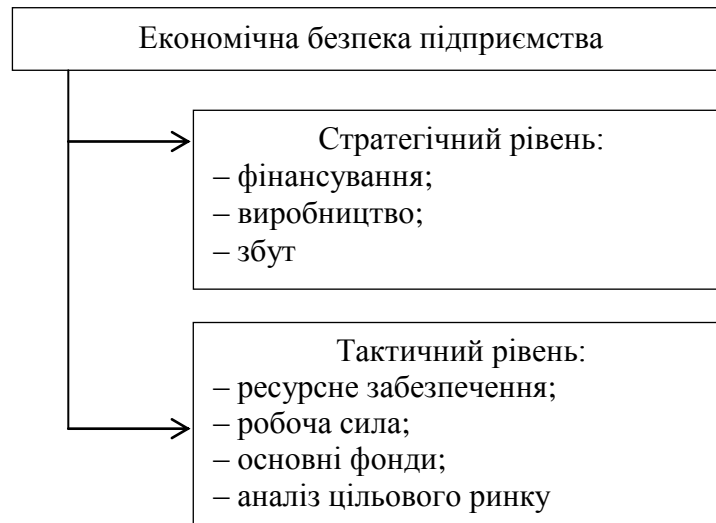 Економічна безпека підприємства
Стратегічний рівень:
– фінансування;
– виробництво;
– збут
Тактичний рівень:
– ресурсне забезпечення;
– робоча сила;
– основні фонди;
– аналіз цільового ринку